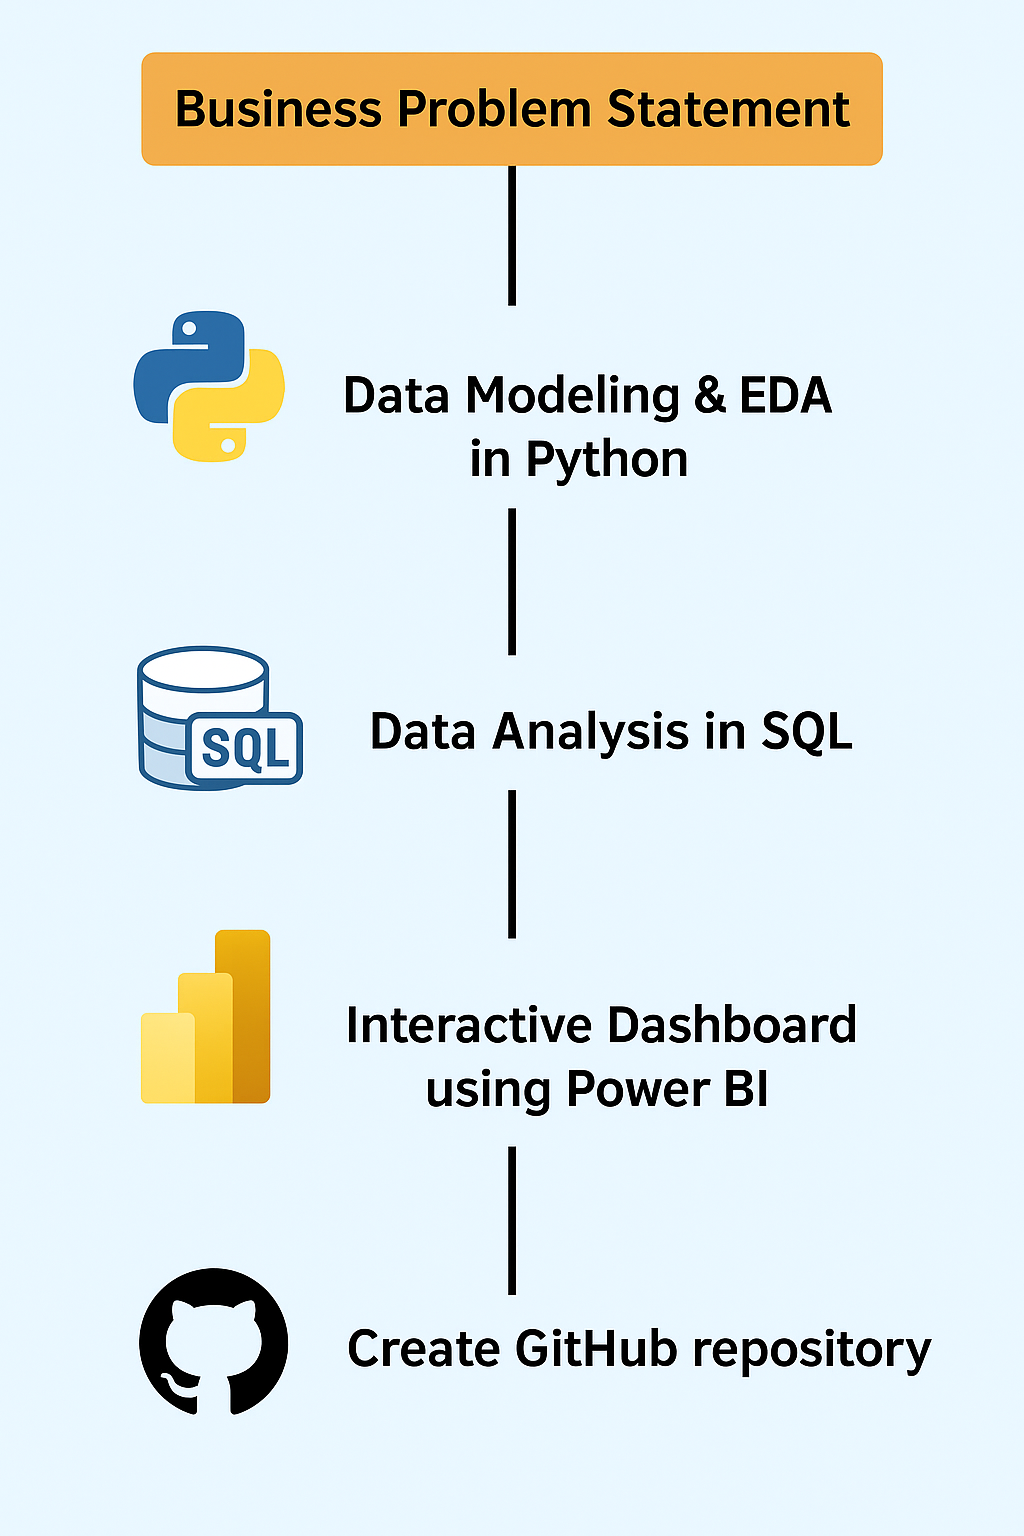 Business Problem Statement
Data Modeling & EDA
in Python
SQL
Data Analysis in SQL
Interactive Dashboard
using Power BI
Create GitHub repository